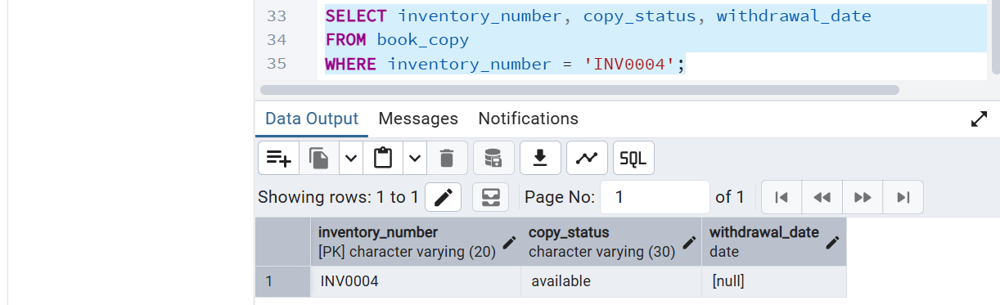 33 SELECT inventory_number, copy_status, withdrawal_date
34 FROM book_copy
35 WHERE inventory_number = 'INV0004';
Data Output Messages Notifications
SQL
Showing rows: 1 to 1 Page No: 1 of 1
inventory_number copy_status withdrawal_date
[PK] character varying (20) character varying (30) date
1 INV0004 available [null]